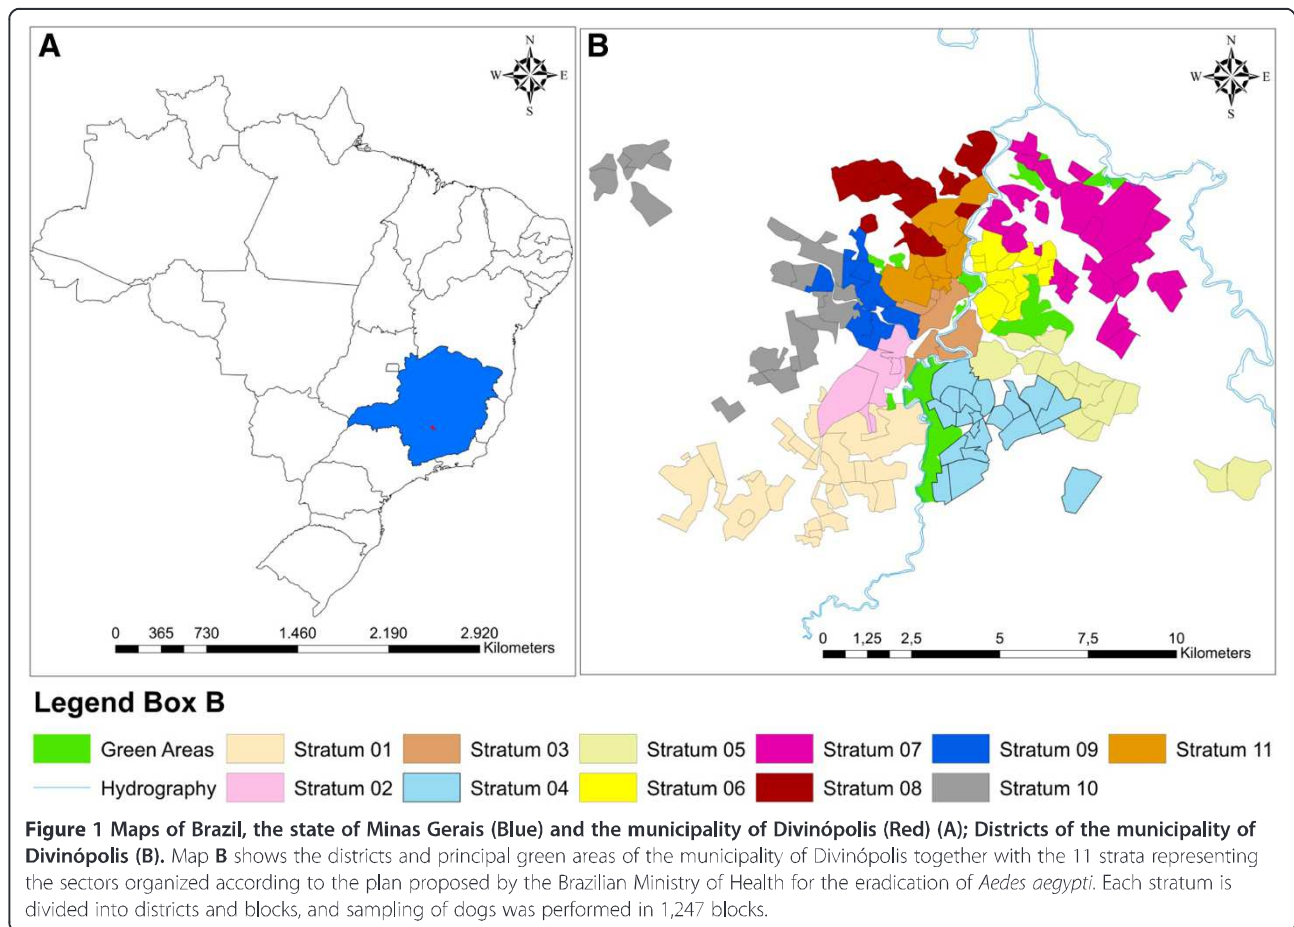 A
N
W E
S
0 365 730 1.460 2.190 2.920
Kilometers
B
N
W E
S
0 1,25 2,5 5 7,5 10
Kilometers
Legend Box B
Green Areas Stratum 01 Stratum 03 Stratum 05 Stratum 07 Stratum 09 Stratum 11
Hydrography Stratum 02 Stratum 04 Stratum 06 Stratum 08 Stratum 10
Figure 1 Maps of Brazil, the state of Minas Gerais (Blue) and the municipality of Divinópolis (Red) (A); Districts of the municipality of
Divinópolis (B). Map B shows the districts and principal green areas of the municipality of Divinópolis together with the 11 strata representing
the sectors organized according to the plan proposed by the Brazilian Ministry of Health for the eradication of Aedes aegypti. Each stratum is
divided into districts and blocks, and sampling of dogs was performed in 1,247 blocks.